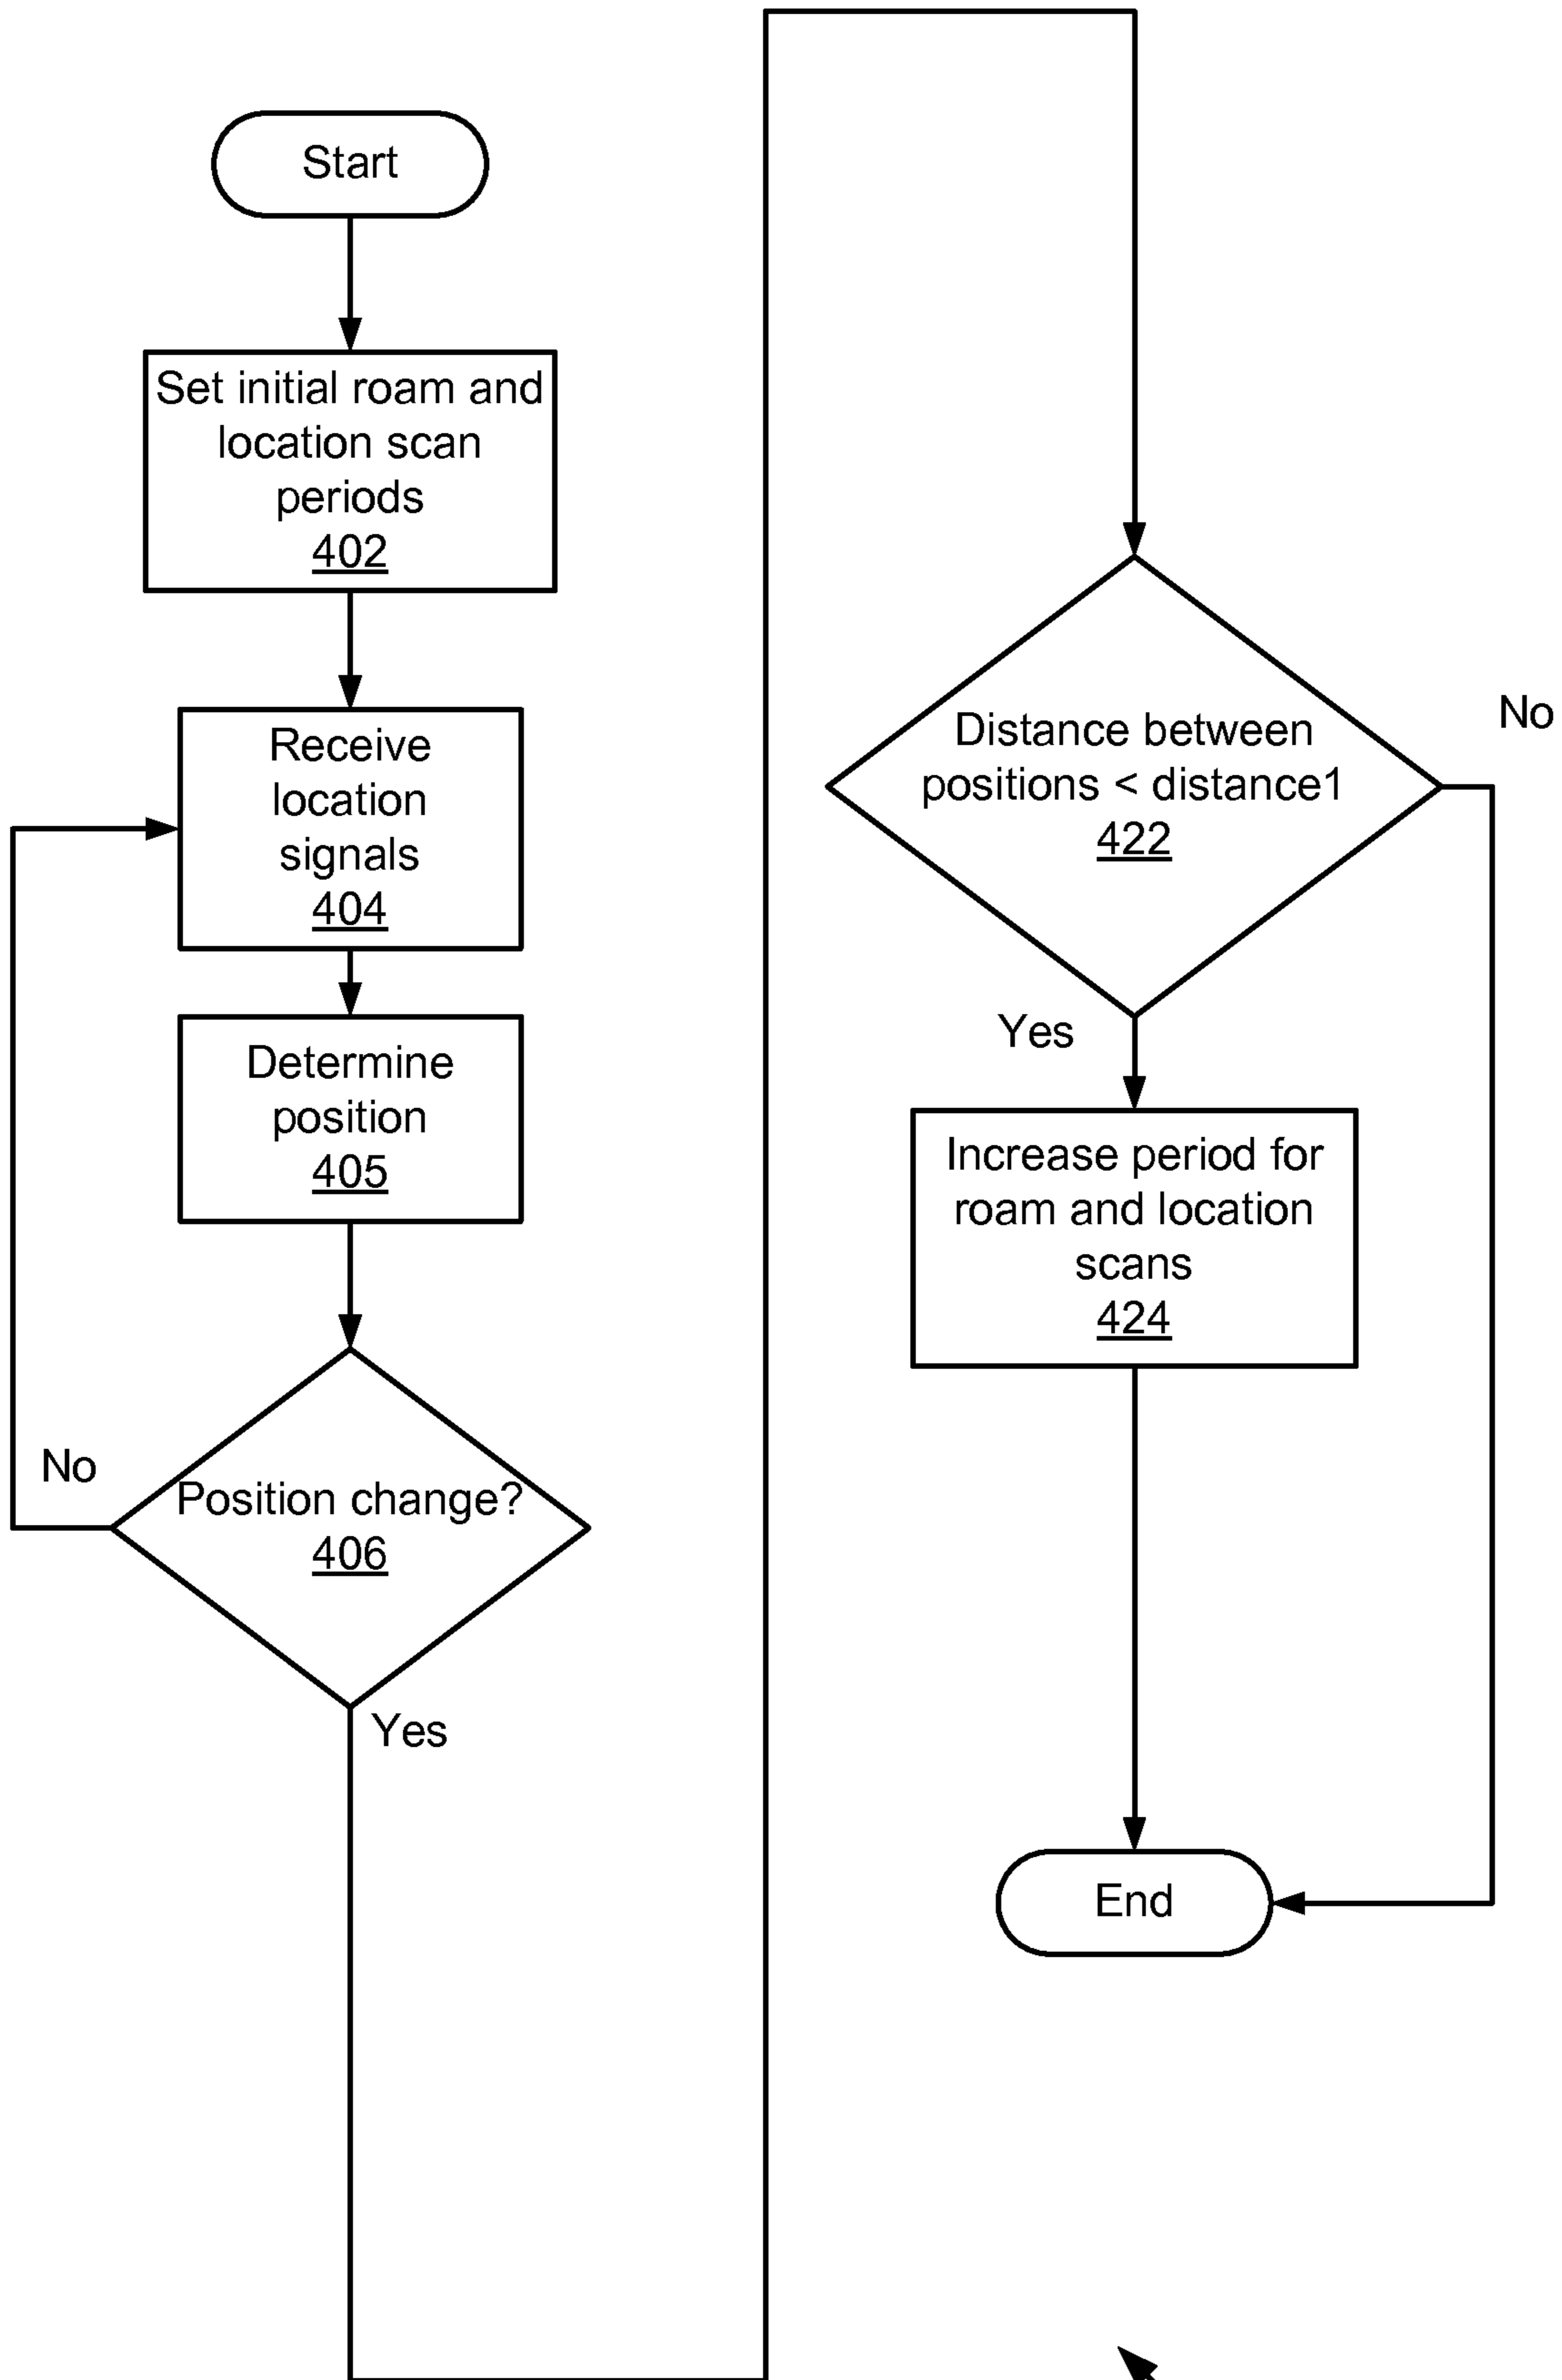 Start
Set initial roam and
location scan
periods
402
Receive
location
signals
404
Determine
position
405
No
Position change?
406
Yes
Distance between
positions < distance1
422
No
Yes
Increase period for
roam and location
scans
424
End